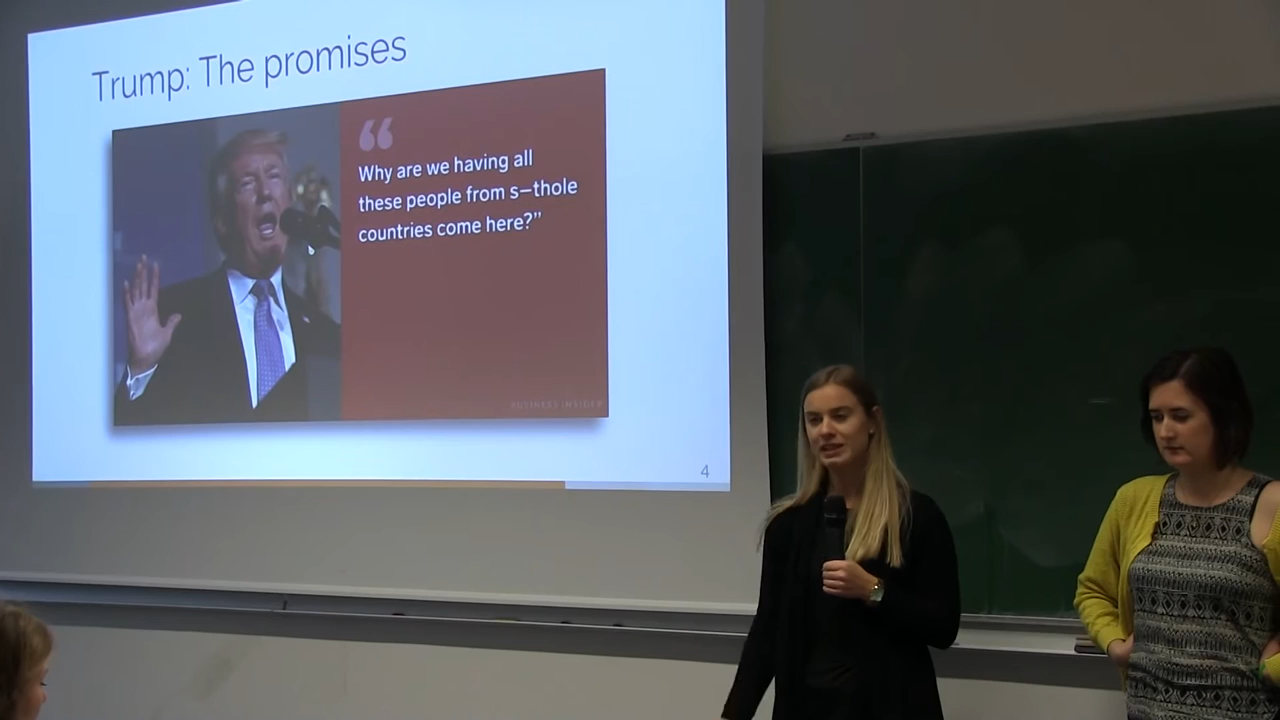 Trump: The promises
“
Why are we having all
these people from s—thole
countries come here?”
BUSINESS INSIDER
4